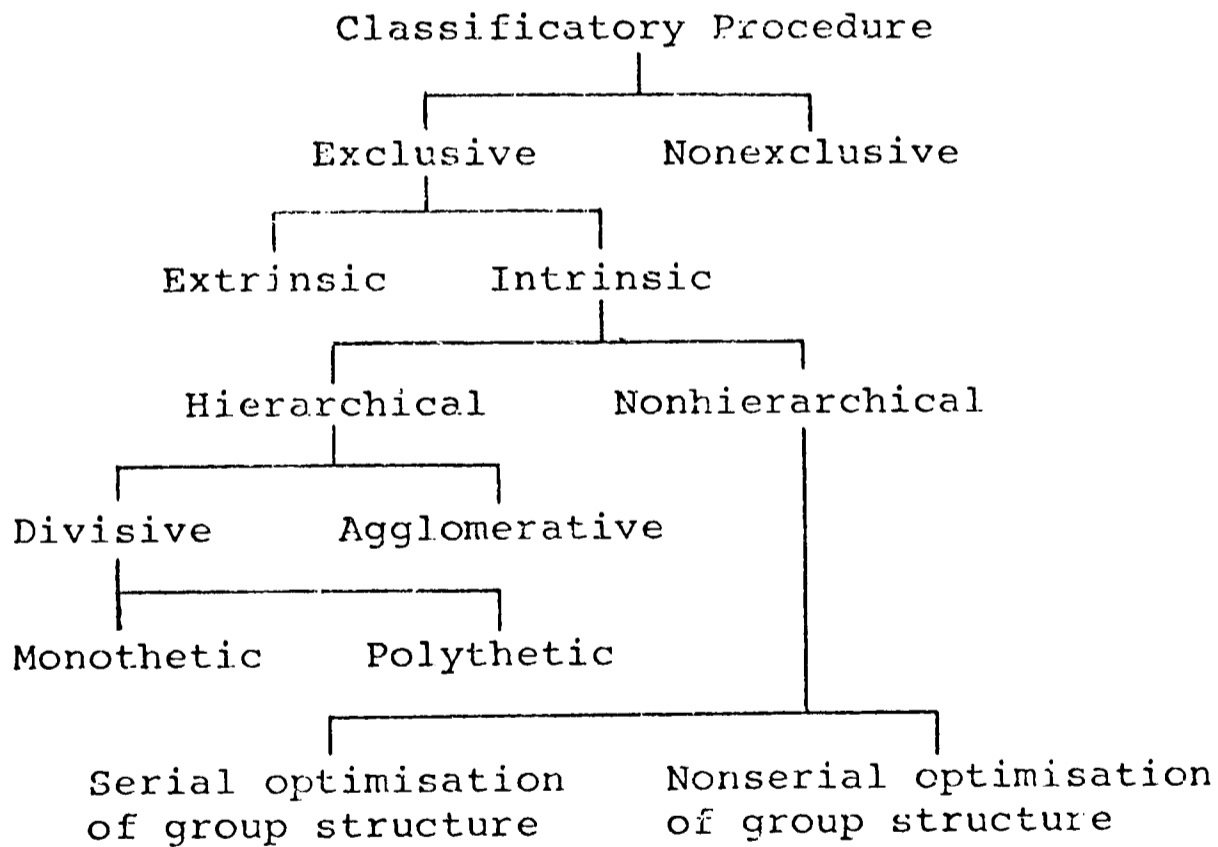 Classificatory Procedure
Exclusive Nonexclusive
Extrinsic Intrinsic
Hierarchical Nonhierarchical
Divisive Agglomerative
Monothetic Polythetic
Serial optimisation
of group structure
Nonserial optimisation
of group structure